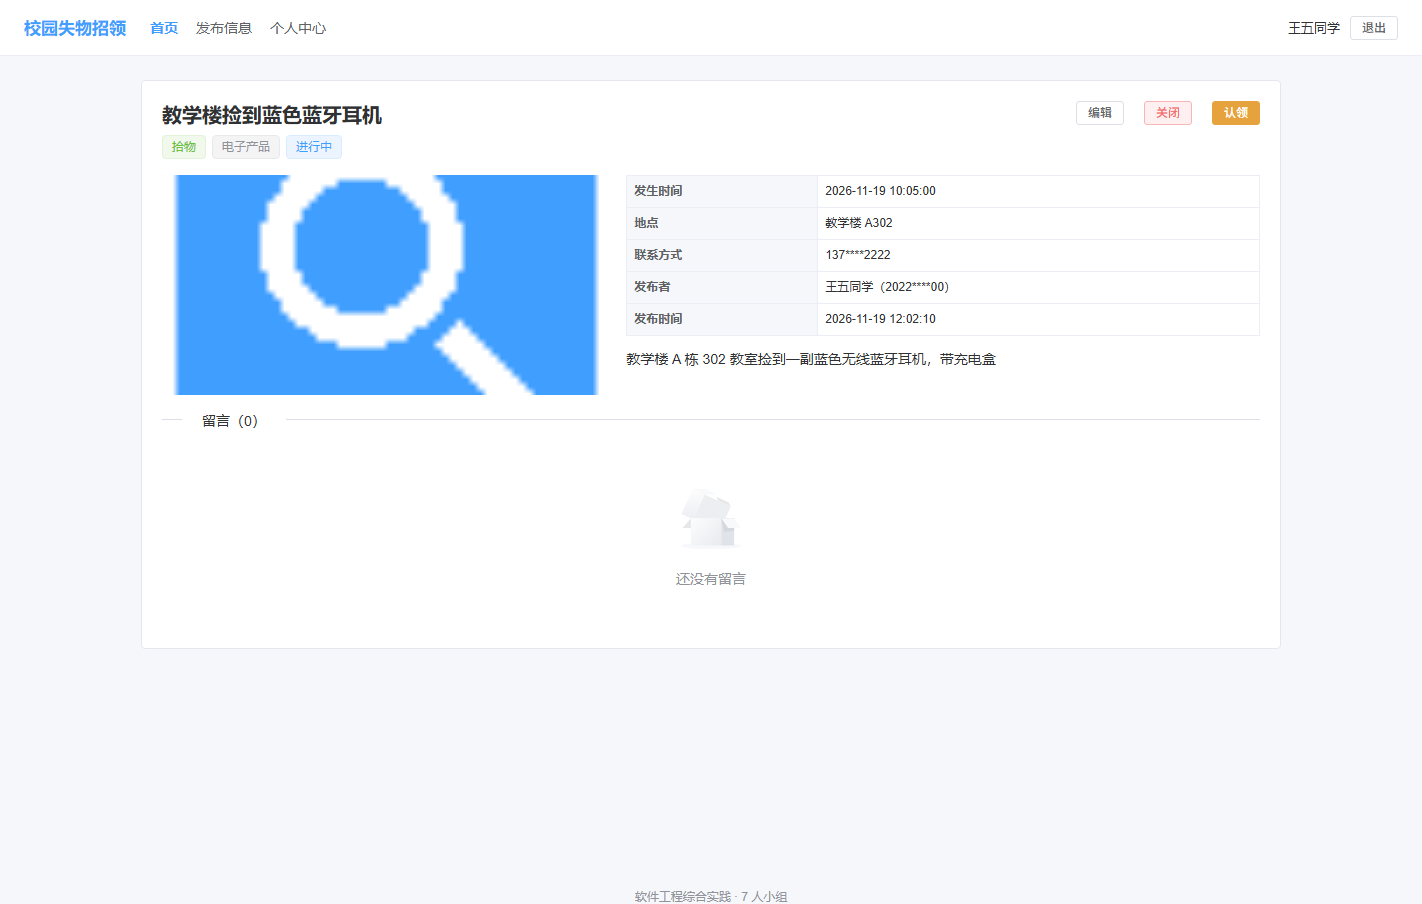 校园失物招领 首页 发布信息 个人中心 王五同学 退出
教学楼捡到蓝色蓝牙耳机 编辑 关闭 认领
拾物 电子产品 进行中
发生时间 2026-11-19 10:05:00
地点 教学楼 A302
联系方式 137****2222
发布者 王五同学（2022****00）
发布时间 2026-11-19 12:02:10
教学楼 A 栋 302 教室捡到一副蓝色无线蓝牙耳机，带充电盒
留言（0）
还没有留言
软件工程综合实践 · 7 人小组